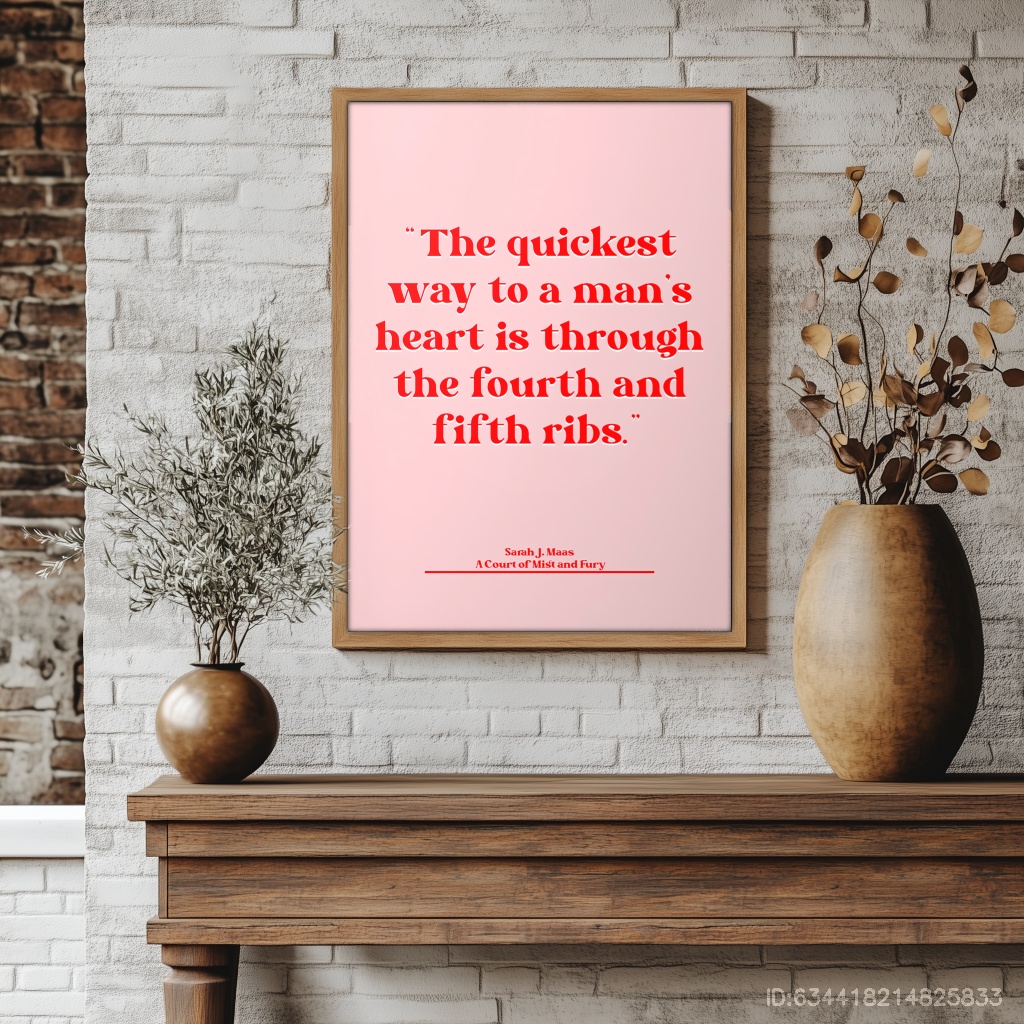 “The quickest
way to a man's
heart is through
the fourth and
fifth ribs.”
Sarah J. Maas
A Court of Mist and Fury
ID:634418214825833